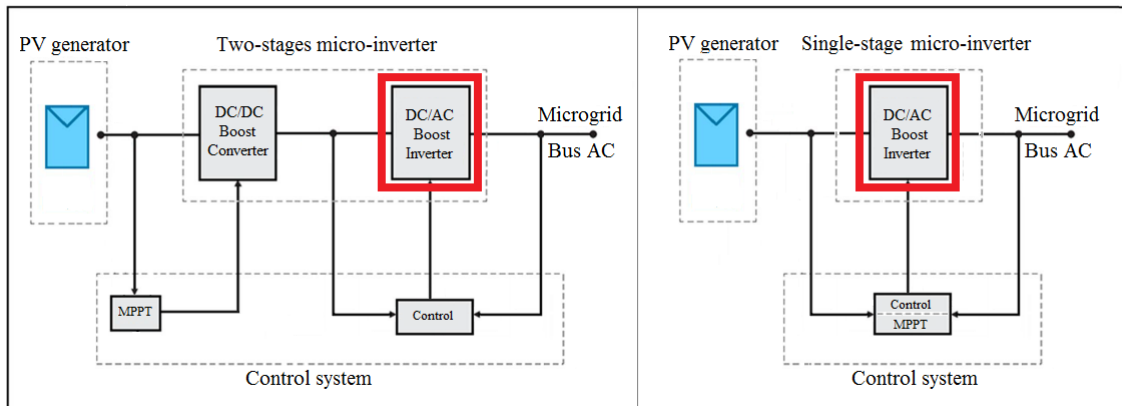 PV generator
Two-stages micro-inverter
DC/DC
Boost
Converter
DC/AC
Boost
Inverter
Microgrid
Bus AC
MPPT
Control
Control system
PV generator
Single-stage micro-inverter
DC/AC
Boost
Inverter
Microgrid
Bus AC
Control
MPPT
Control system